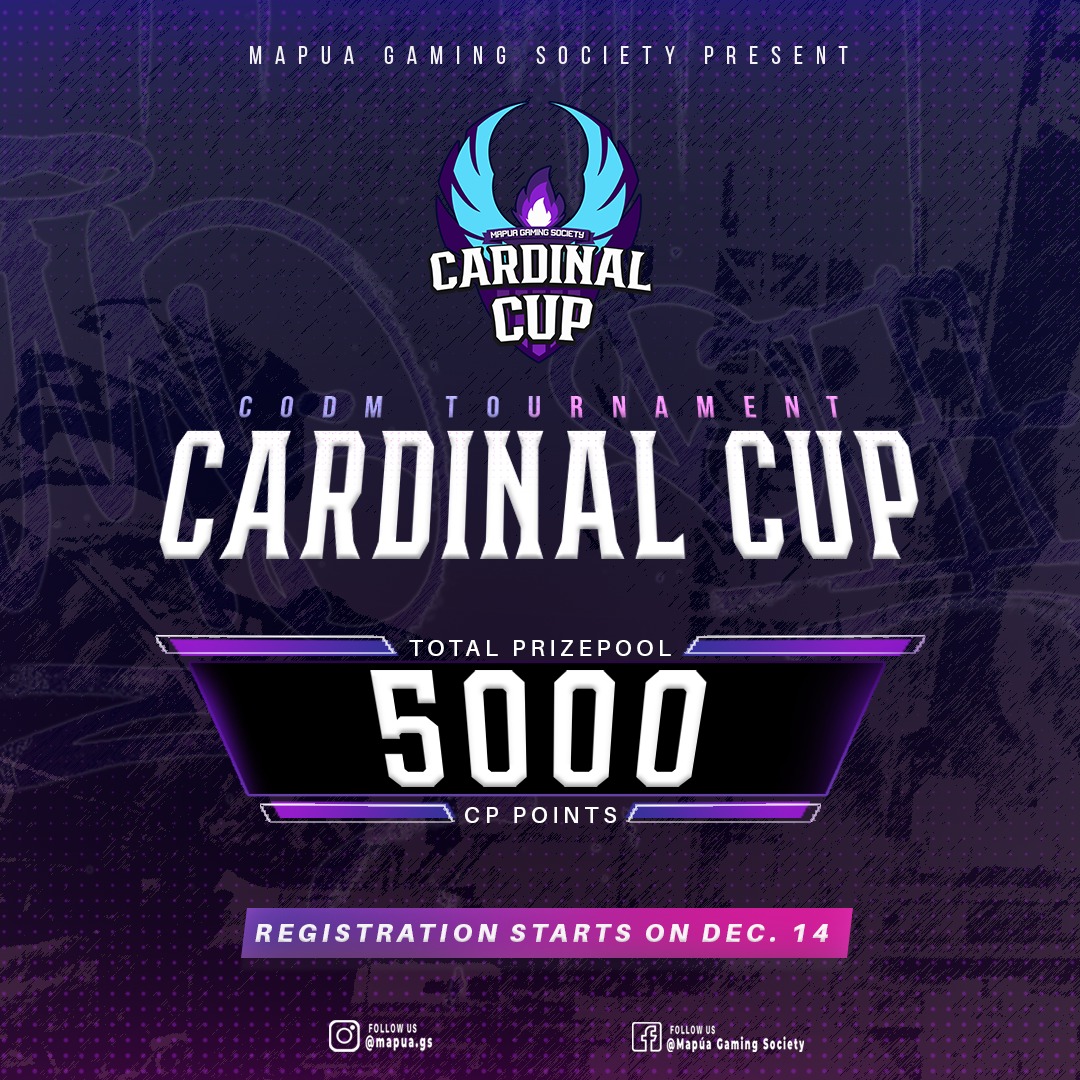 MAPUA GAMING SOCIETY PRESENT
MAPUA GAMING SOCIETY
CARDINAL
CUP
CODM TOURNAMENT
CARDINAL CUP
TOTAL PRIZEPOOL
5000
CP POINTS
REGISTRATION STARTS ON DEC. 14
FOLLOW US
@mapua.gs
FOLLOW US
@Mapúa Gaming Society